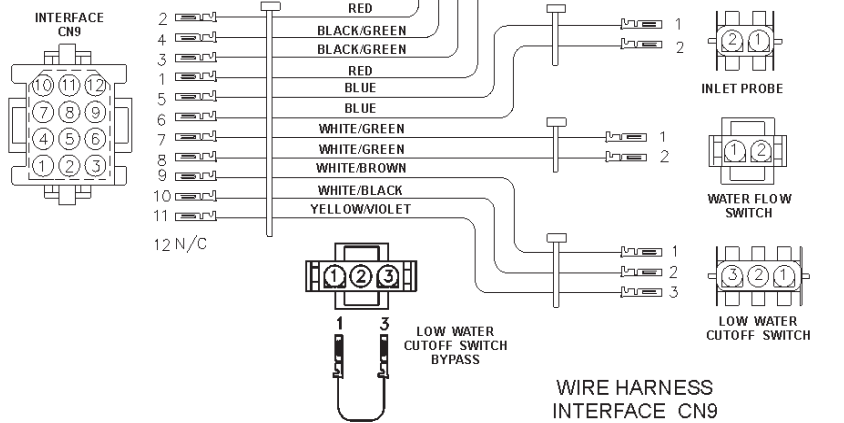 INTERFACE
CN9
10 11 12
7 8 9
4 5 6
1 2 3
2 RED
4 BLACK/GREEN
3 BLACK/GREEN
1 RED
5 BLUE
6 BLUE
7 WHITE/GREEN
8 WHITE/GREEN
9 WHITE/BROWN
10 WHITE/BLACK
11 YELLOW/VIOLET
12 N/C
1
2
2 1
INLET PROBE
1
2
1 2
WATER FLOW
SWITCH
1
2
3
3 2 1
LOW WATER
CUTOFF SWITCH
1 2 3
1 3
LOW WATER
CUTOFF SWITCH
BYPASS
WIRE HARNESS
INTERFACE CN9